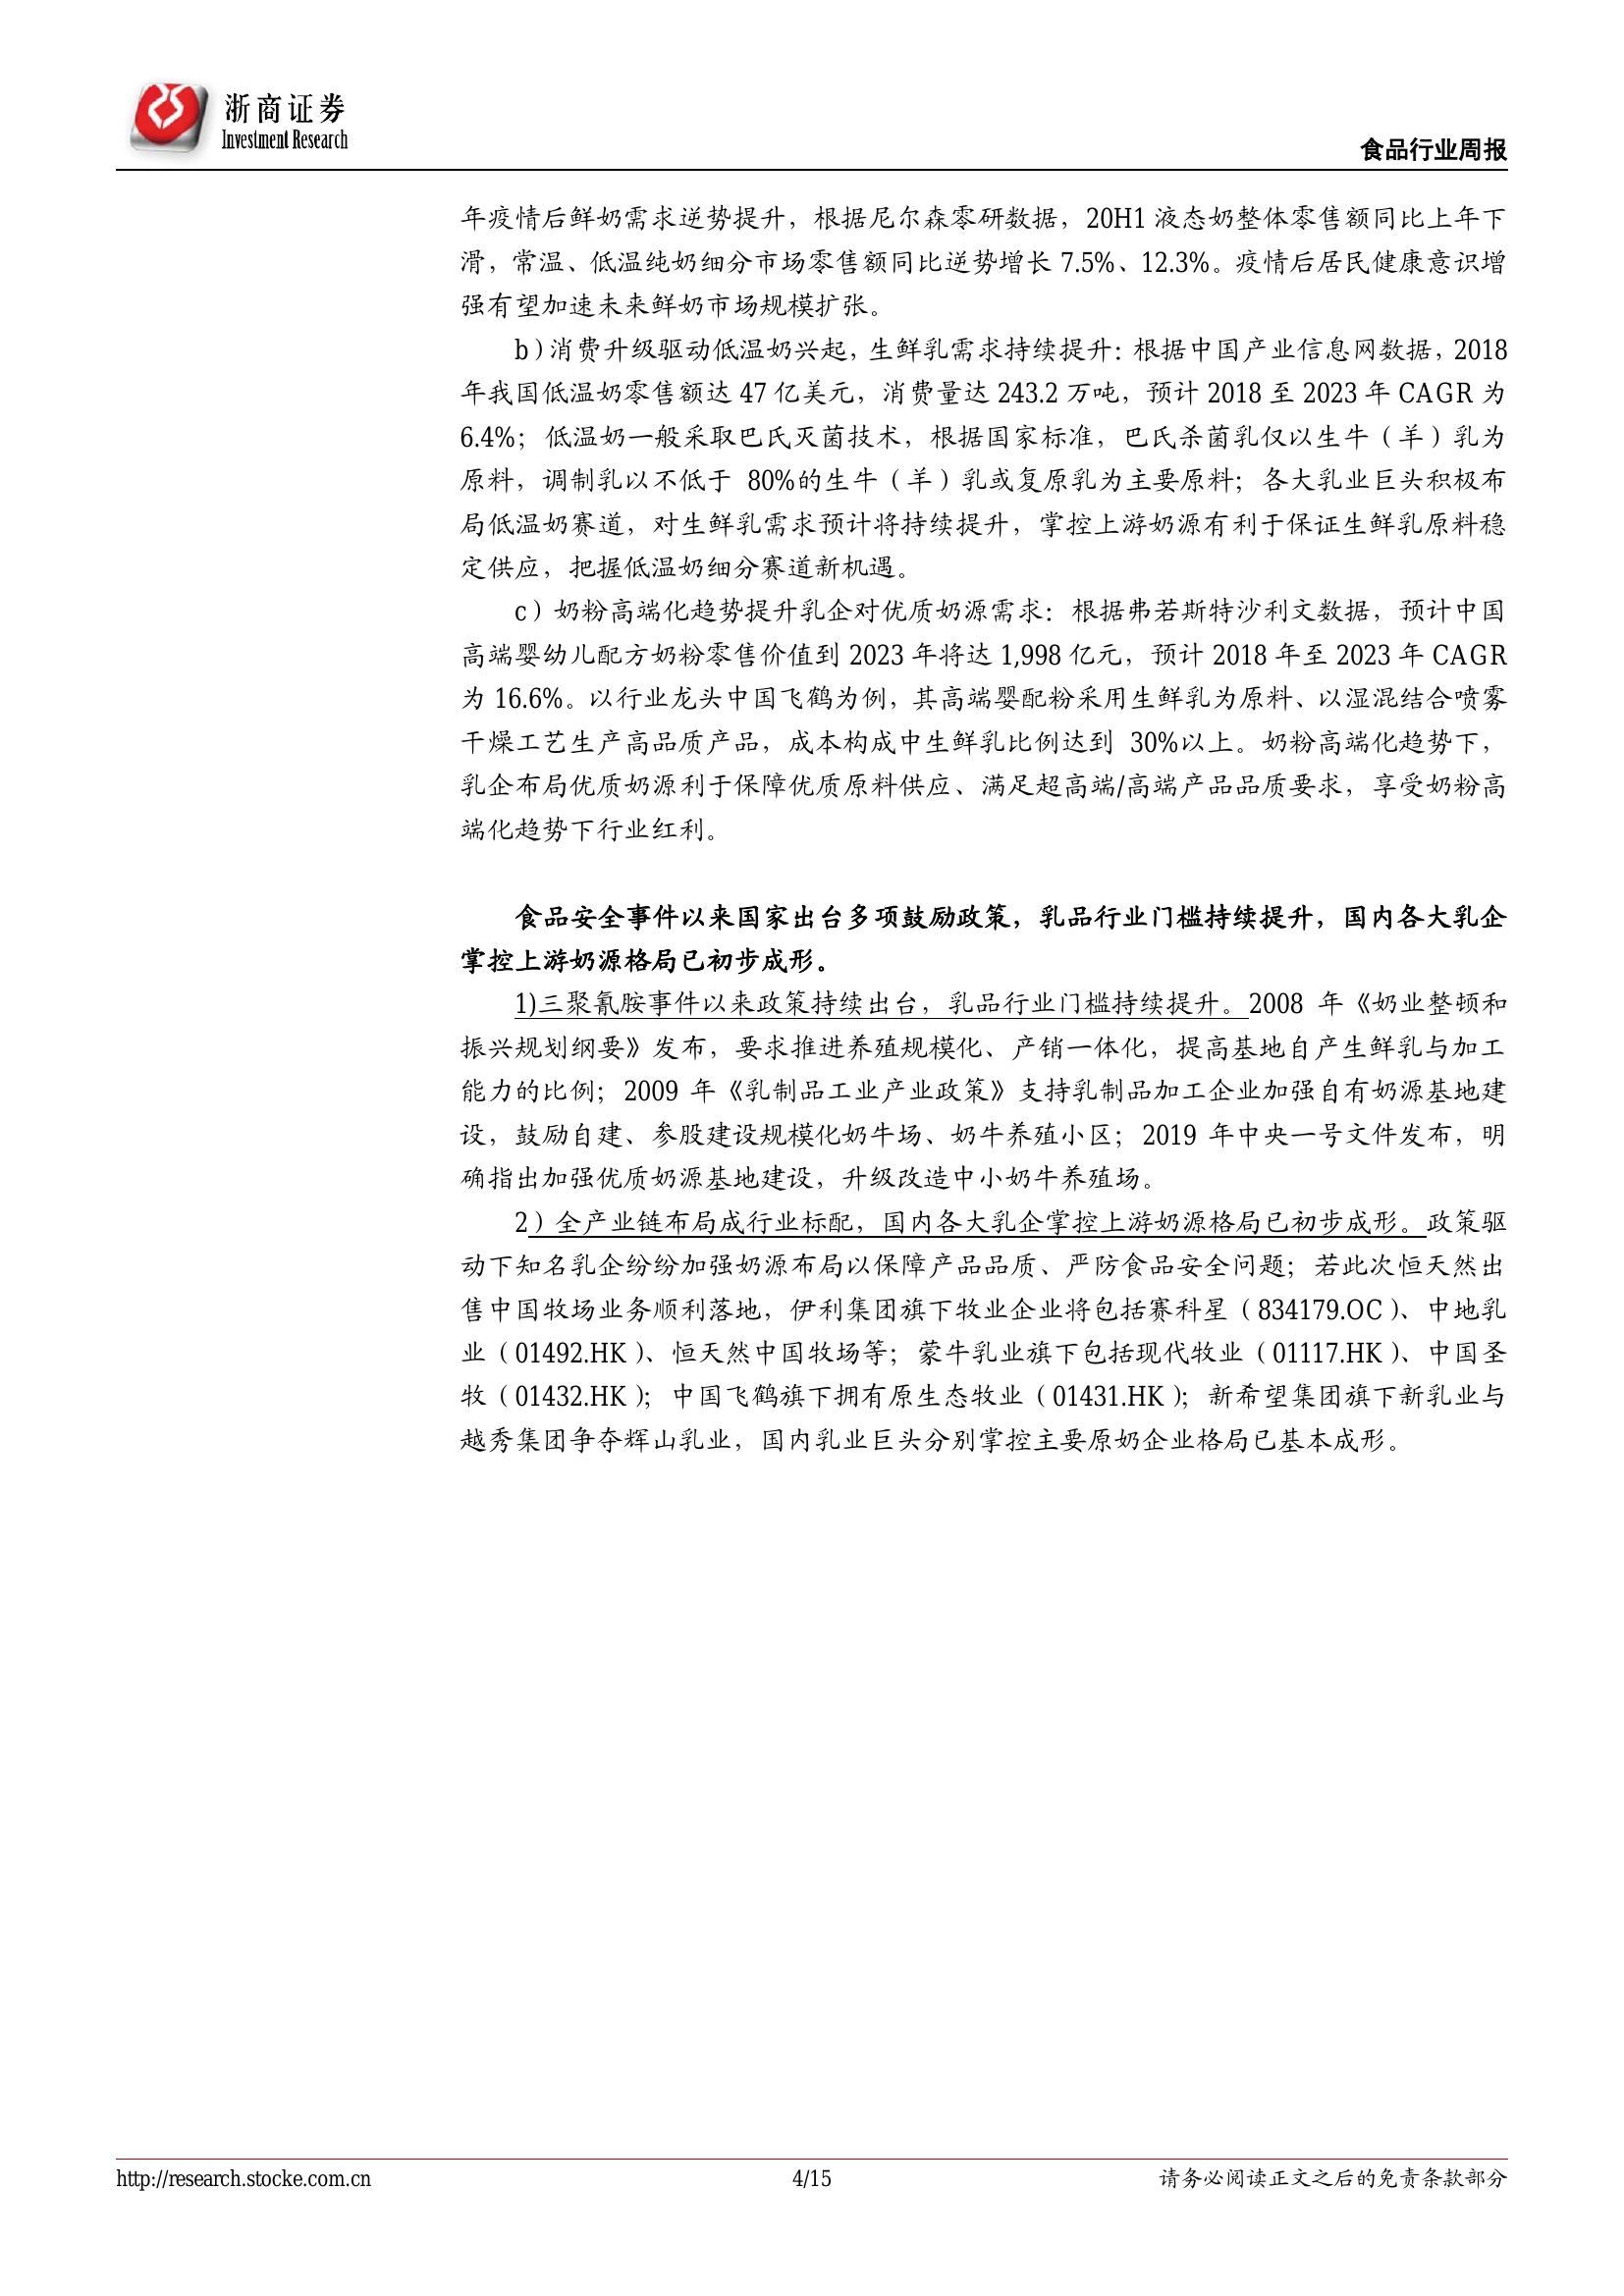 浙商证券
Investment Research
食品行业周报
年疫情后鲜奶需求逆势提升，根据尼尔森零研数据，20H1 液态奶整体零售额同比上年下
滑，常温、低温纯奶细分市场零售额同比逆势增长 7.5%、12.3%。疫情后居民健康意识增
强有望加速未来鲜奶市场规模扩张。
b）消费升级驱动低温奶兴起，生鲜乳需求持续提升：根据中国产业信息网数据，2018
年我国低温奶零售额达 47 亿美元，消费量达 243.2 万吨，预计 2018 至 2023 年 CAGR 为
6.4%；低温奶一般采取巴氏灭菌技术，根据国家标准，巴氏杀菌乳仅以生牛（羊）乳为
原料，调制乳以不低于 80%的生牛（羊）乳或复原乳为主要原料；各大乳业巨头积极布
局低温奶赛道，对生鲜乳需求预计将持续提升，掌控上游奶源有利于保证生鲜乳原料稳
定供应，把握低温奶细分赛道新机遇。
c）奶粉高端化趋势提升乳企对优质奶源需求：根据弗若斯特沙利文数据，预计中国
高端婴幼儿配方奶粉零售价值到 2023 年将达 1,998 亿元，预计 2018 年至 2023 年 CAGR
为 16.6%。以行业龙头中国飞鹤为例，其高端婴配粉采用生鲜乳为原料、以湿混结合喷雾
干燥工艺生产高品质产品，成本构成中生鲜乳比例达到 30%以上。奶粉高端化趋势下，
乳企布局优质奶源利于保障优质原料供应、满足超高端/高端产品品质要求，享受奶粉高
端化趋势下行业红利。
食品安全事件以来国家出台多项鼓励政策，乳品行业门槛持续提升，国内各大乳企
掌控上游奶源格局已初步成形。
1)三聚氰胺事件以来政策持续出台，乳品行业门槛持续提升。2008 年《奶业整顿和
振兴规划纲要》发布，要求推进养殖规模化、产销一体化，提高基地自产生鲜乳与加工
能力的比例；2009 年《乳制品工业产业政策》支持乳制品加工企业加强自有奶源基地建
设，鼓励自建、参股建设规模化奶牛场、奶牛养殖小区；2019 年中央一号文件发布，明
确指出加强优质奶源基地建设，升级改造中小奶牛养殖场。
2）全产业链布局成行业标配，国内各大乳企掌控上游奶源格局已初步成形。政策驱
动下知名乳企纷纷加强奶源布局以保障产品品质、严防食品安全问题；若此次恒天然出
售中国牧场业务顺利落地，伊利集团旗下牧业企业将包括赛科星（834179.OC）、中地乳
业（01492.HK）、恒天然中国牧场等；蒙牛乳业旗下包括现代牧业（01117.HK）、中国圣
牧（01432.HK）；中国飞鹤旗下拥有原生态牧业（01431.HK）；新希望集团旗下新乳业与
越秀集团争夺辉山乳业，国内乳业巨头分别掌控主要原奶企业格局已基本成形。
http://research.stocke.com.cn
4/15
请务必阅读正文之后的免责条款部分